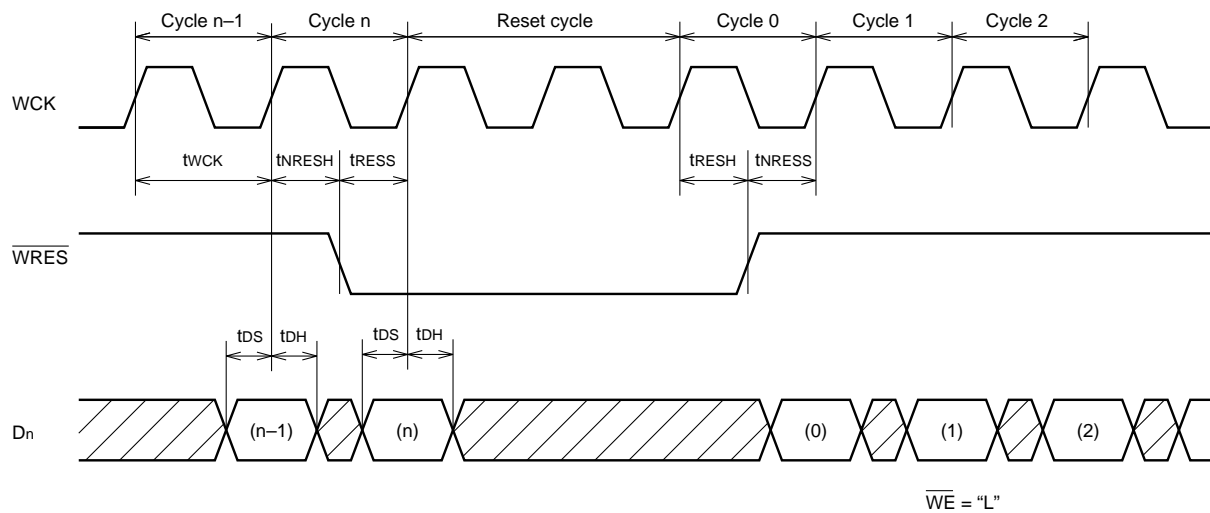 Cycle n–1 Cycle n Reset cycle Cycle 0 Cycle 1 Cycle 2
WCK
tWCK tNRESH tRESS tRESH tNRESS
WRES
tDS tDH tDS tDH
Dn (n–1) (n) (0) (1) (2)
WE = “L”